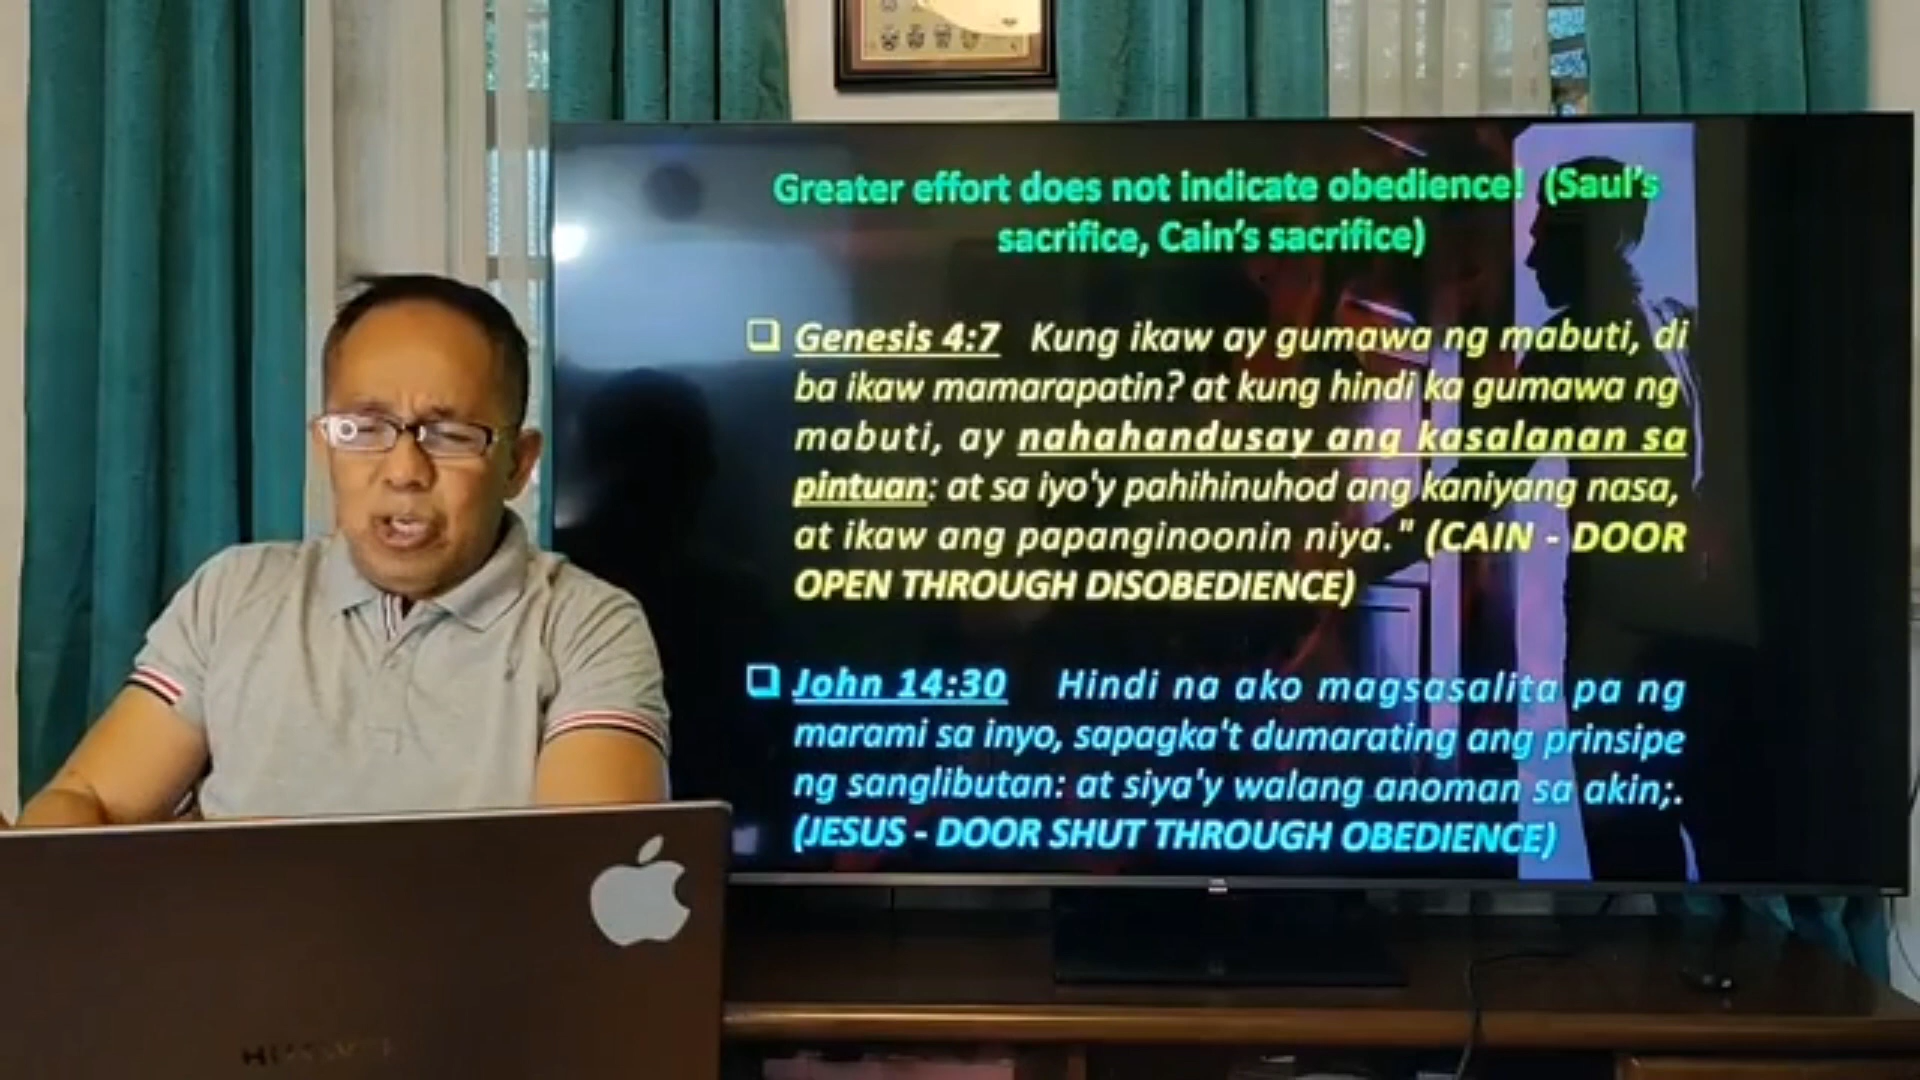 Greater effort does not indicate obedience! (Saul's
sacrifice, Cain's sacrifice)
Genesis 4:7 Kung ikaw ay gumawa ng mabuti, di
ba ikaw mamarapatin? at kung hindi ka gumawa ng
mabuti, ay nahahandusay ang kasalanan sa
pintuan: at sa iyo'y pahihinuhod ang kaniyang nasa,
at ikaw ang papanginoonin niya." (CAIN - DOOR
OPEN THROUGH DISOBEDIENCE)
John 14:30 Hindi na ako magsasalita pa ng
marami sa inyo, sapagka't dumarating ang prinsipe
ng sanglibutan: at siya'y walang anoman sa akin;.
(JESUS - DOOR SHUT THROUGH OBEDIENCE)